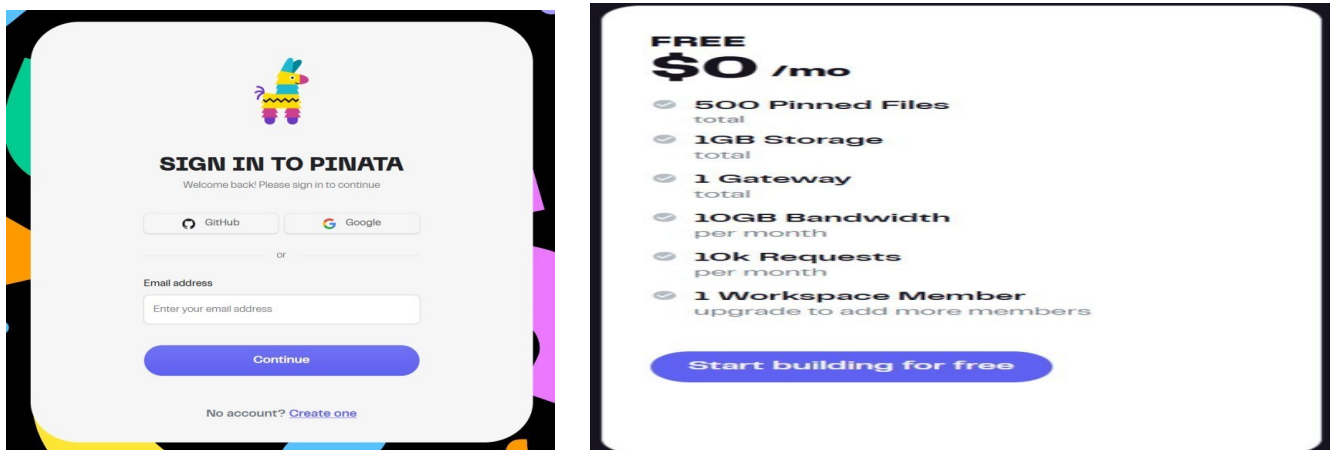 SIGN IN TO PINATA
Welcome back! Please sign in to continue
GitHub
Google
or
Email address
Enter your email address
Continue
No account? Create one
FREE
$0 /mo
500 Pinned Files
total
1GB Storage
total
1 Gateway
total
10GB Bandwidth
per month
10k Requests
per month
1 Workspace Member
upgrade to add more members
Start building for free